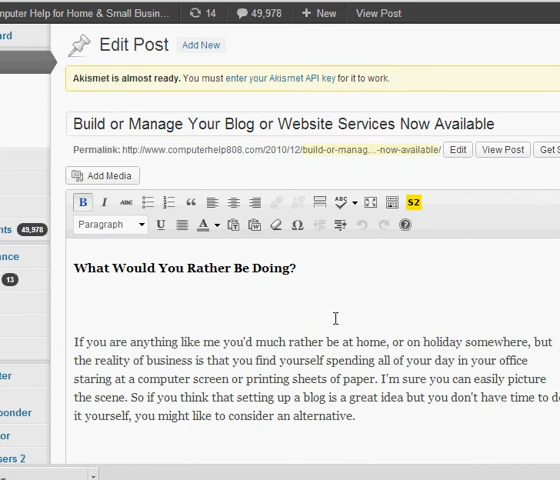 mputer Help for Home & Small Busin... 14 49,978 + New View Post
ard
Edit Post Add New
Akismet is almost ready. You must enter your Akismet API key for it to work.
Build or Manage Your Blog or Website Services Now Available
Permalink: http://www.computerhelp808.com/2010/12/build-or-manag...-now-available/ Edit View Post Get S
Add Media
B I ABC ABC S2
nts 49,978
Paragraph U A Ω
ance
What Would You Rather Be Doing?
13
If you are anything like me you'd much rather be at home, or on holiday somewhere, but
the reality of business is that you find yourself spending all of your day in your office
ter
staring at a computer screen or printing sheets of paper. I'm sure you can easily picture
the scene. So if you think that setting up a blog is a great idea but you don't have time to do
ponder
it yourself, you might like to consider an alternative.
or
sers 2